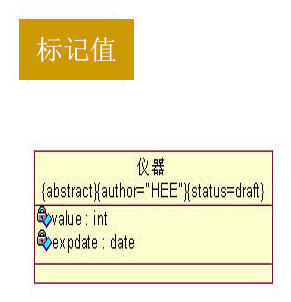 标记值
仪器
{abstract}{author="HEE"}{status=draft}
value : int
expdate : date